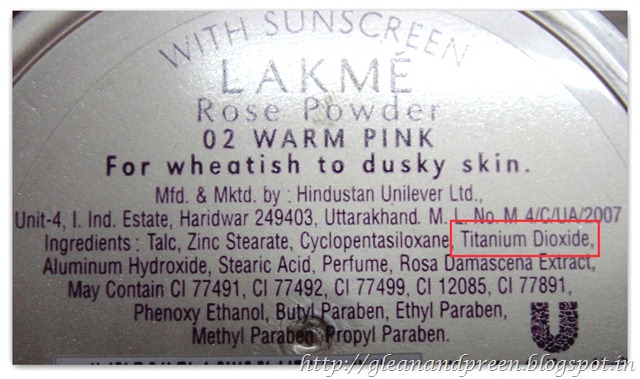 WITH SUNSCREEN
LAKMÉ
Rose Powder
02 WARM PINK
For wheatish to dusky skin.
Mfd. & Mktd. by : Hindustan Unilever Ltd.,
Unit-4, I. Ind. Estate, Haridwar 249403, Uttarakhand. M. L. No. M 4/C/UA/2007
Ingredients : Talc, Zinc Stearate, Cyclopentasiloxane, Titanium Dioxide,
Aluminum Hydroxide, Stearic Acid, Perfume, Rosa Damascena Extract,
May Contain CI 77491, CI 77492, CI 77499, CI 12085, CI 77891,
Phenoxy Ethanol, Butyl Paraben, Ethyl Paraben,
Methyl Paraben, Propyl Paraben.
http://gleanandpreen.blogspot.in